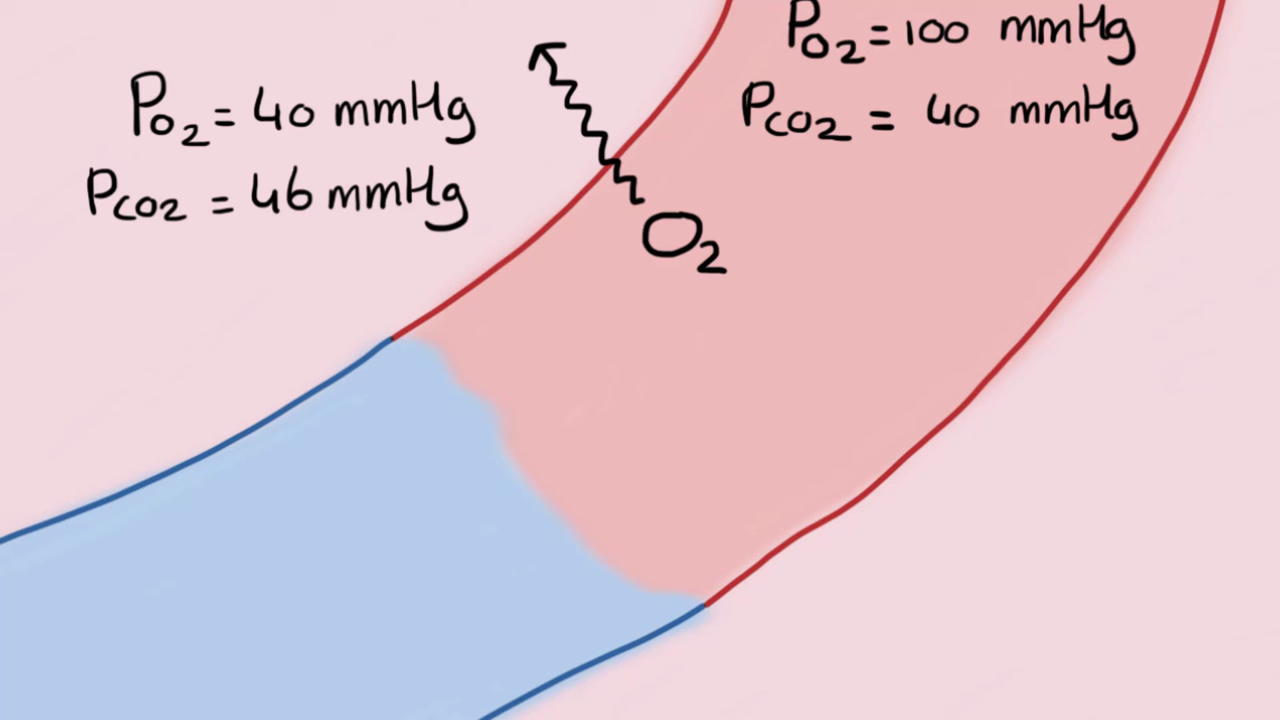 PO2 = 40 mmHg
PCO2 = 46 mmHg
PO2 = 100 mmHg
PCO2 = 40 mmHg
O2